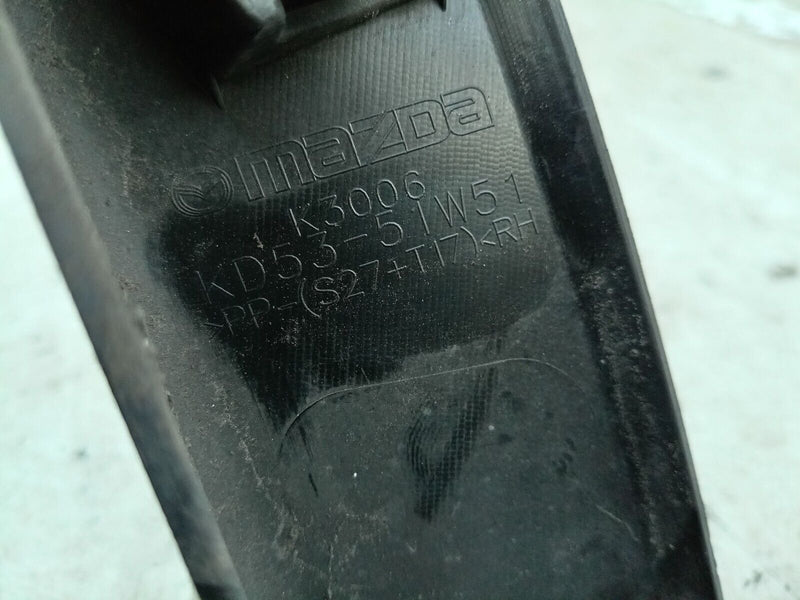 mazda
K3006
KD53-51W51
>PP-(S27+T17)<RH